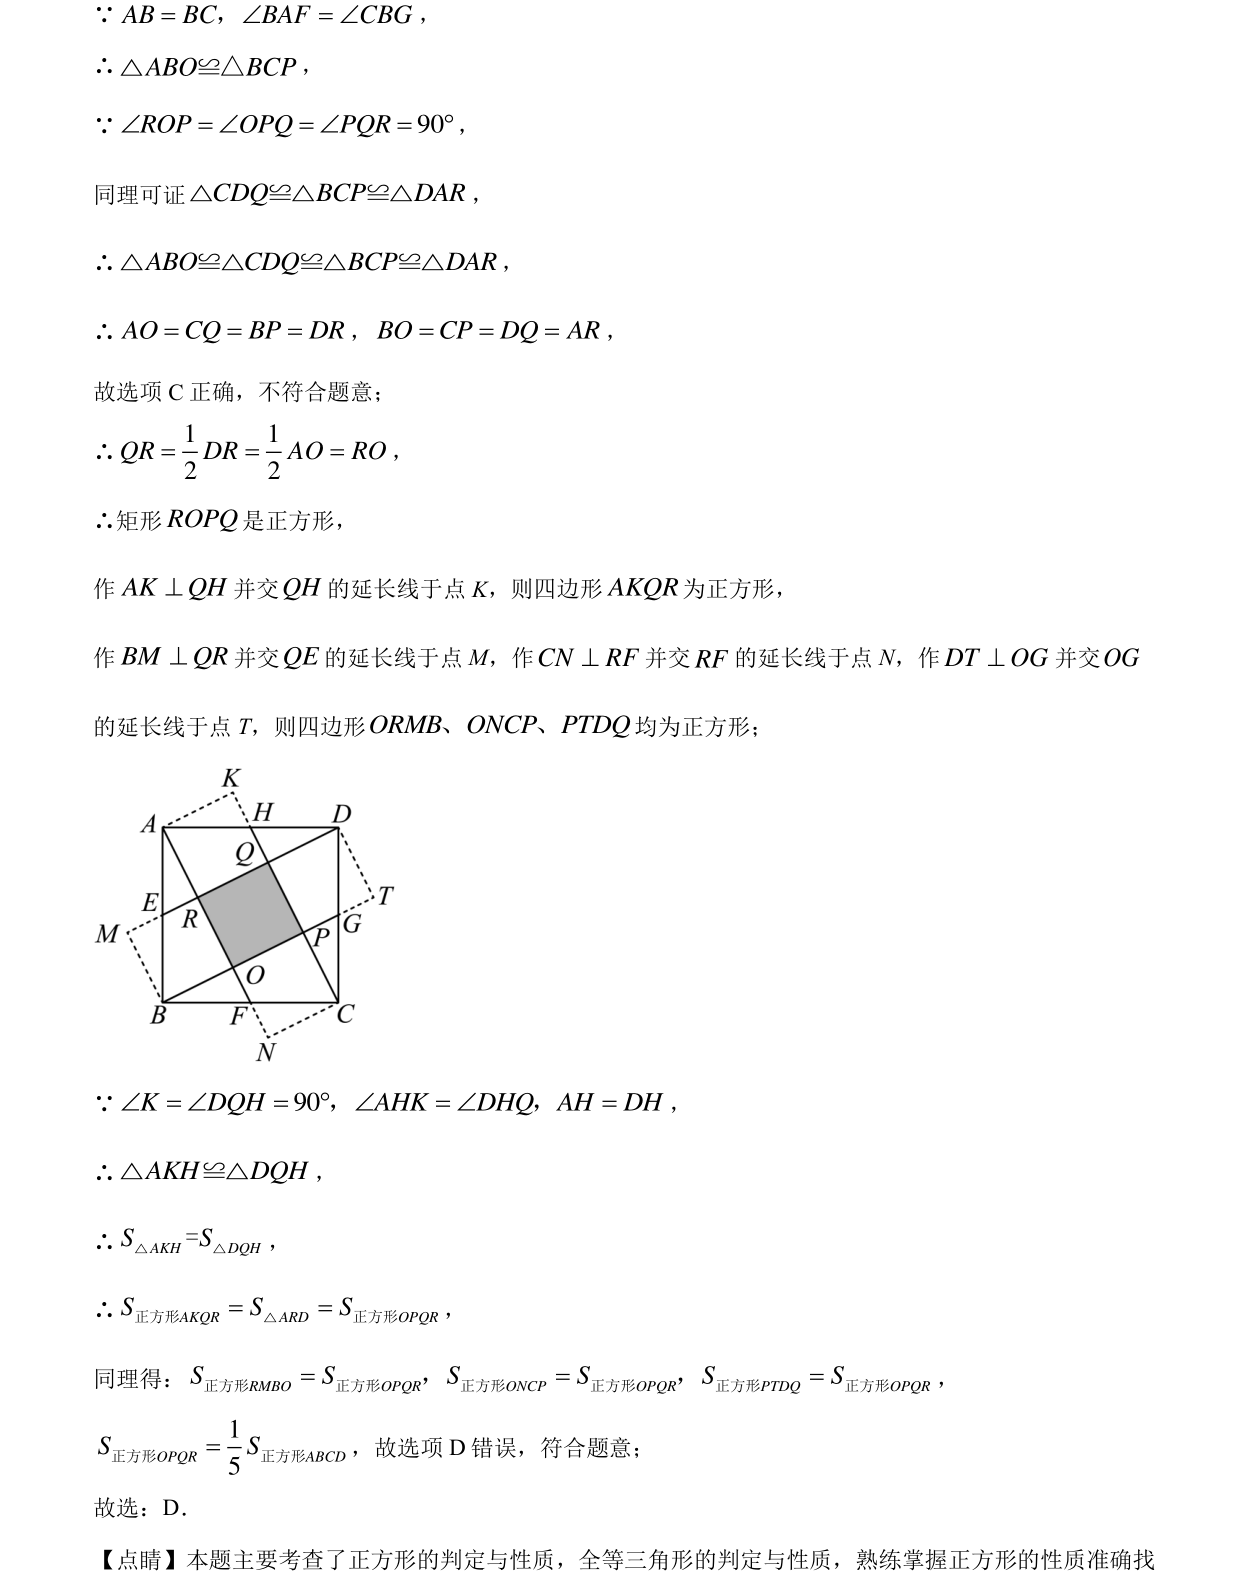 ∵ AB = BC，∠BAF = ∠CBG，
∴ △ABO≌△BCP，
∵ ∠ROP = ∠OPQ = ∠PQR = 90°，
同理可证 △CDQ≌△BCP≌△DAR，
∴ △ABO≌△CDQ≌△BCP≌△DAR，
∴ AO = CQ = BP = DR，BO = CP = DQ = AR，
故选项 C 正确，不符合题意；
∴ QR = 1/2 DR = 1/2 AO = RO，
∴矩形 ROPQ 是正方形，
作 AK ⊥ QH 并交 QH 的延长线于点 K，则四边形 AKQR 为正方形，
作 BM ⊥ QR 并交 QE 的延长线于点 M，作 CN ⊥ RF 并交 RF 的延长线于点 N，作 DT ⊥ OG 并交 OG
的延长线于点 T，则四边形 ORMB、ONCP、PTDQ 均为正方形；
K
A H D
Q
E R T
M P G
O
B F C
N
∵ ∠K = ∠DQH = 90°，∠AHK = ∠DHQ，AH = DH，
∴ △AKH≌△DQH，
∴ S△AKH=S△DQH，
∴ S正方形AKQR = S△ARD = S正方形OPQR，
同理得：S正方形RMBO = S正方形OPQR，S正方形ONCP = S正方形OPQR，S正方形PTDQ = S正方形OPQR，
S正方形OPQR = 1/5 S正方形ABCD，故选项 D 错误，符合题意；
故选：D．
【点睛】本题主要考查了正方形的判定与性质，全等三角形的判定与性质，熟练掌握正方形的性质准确找